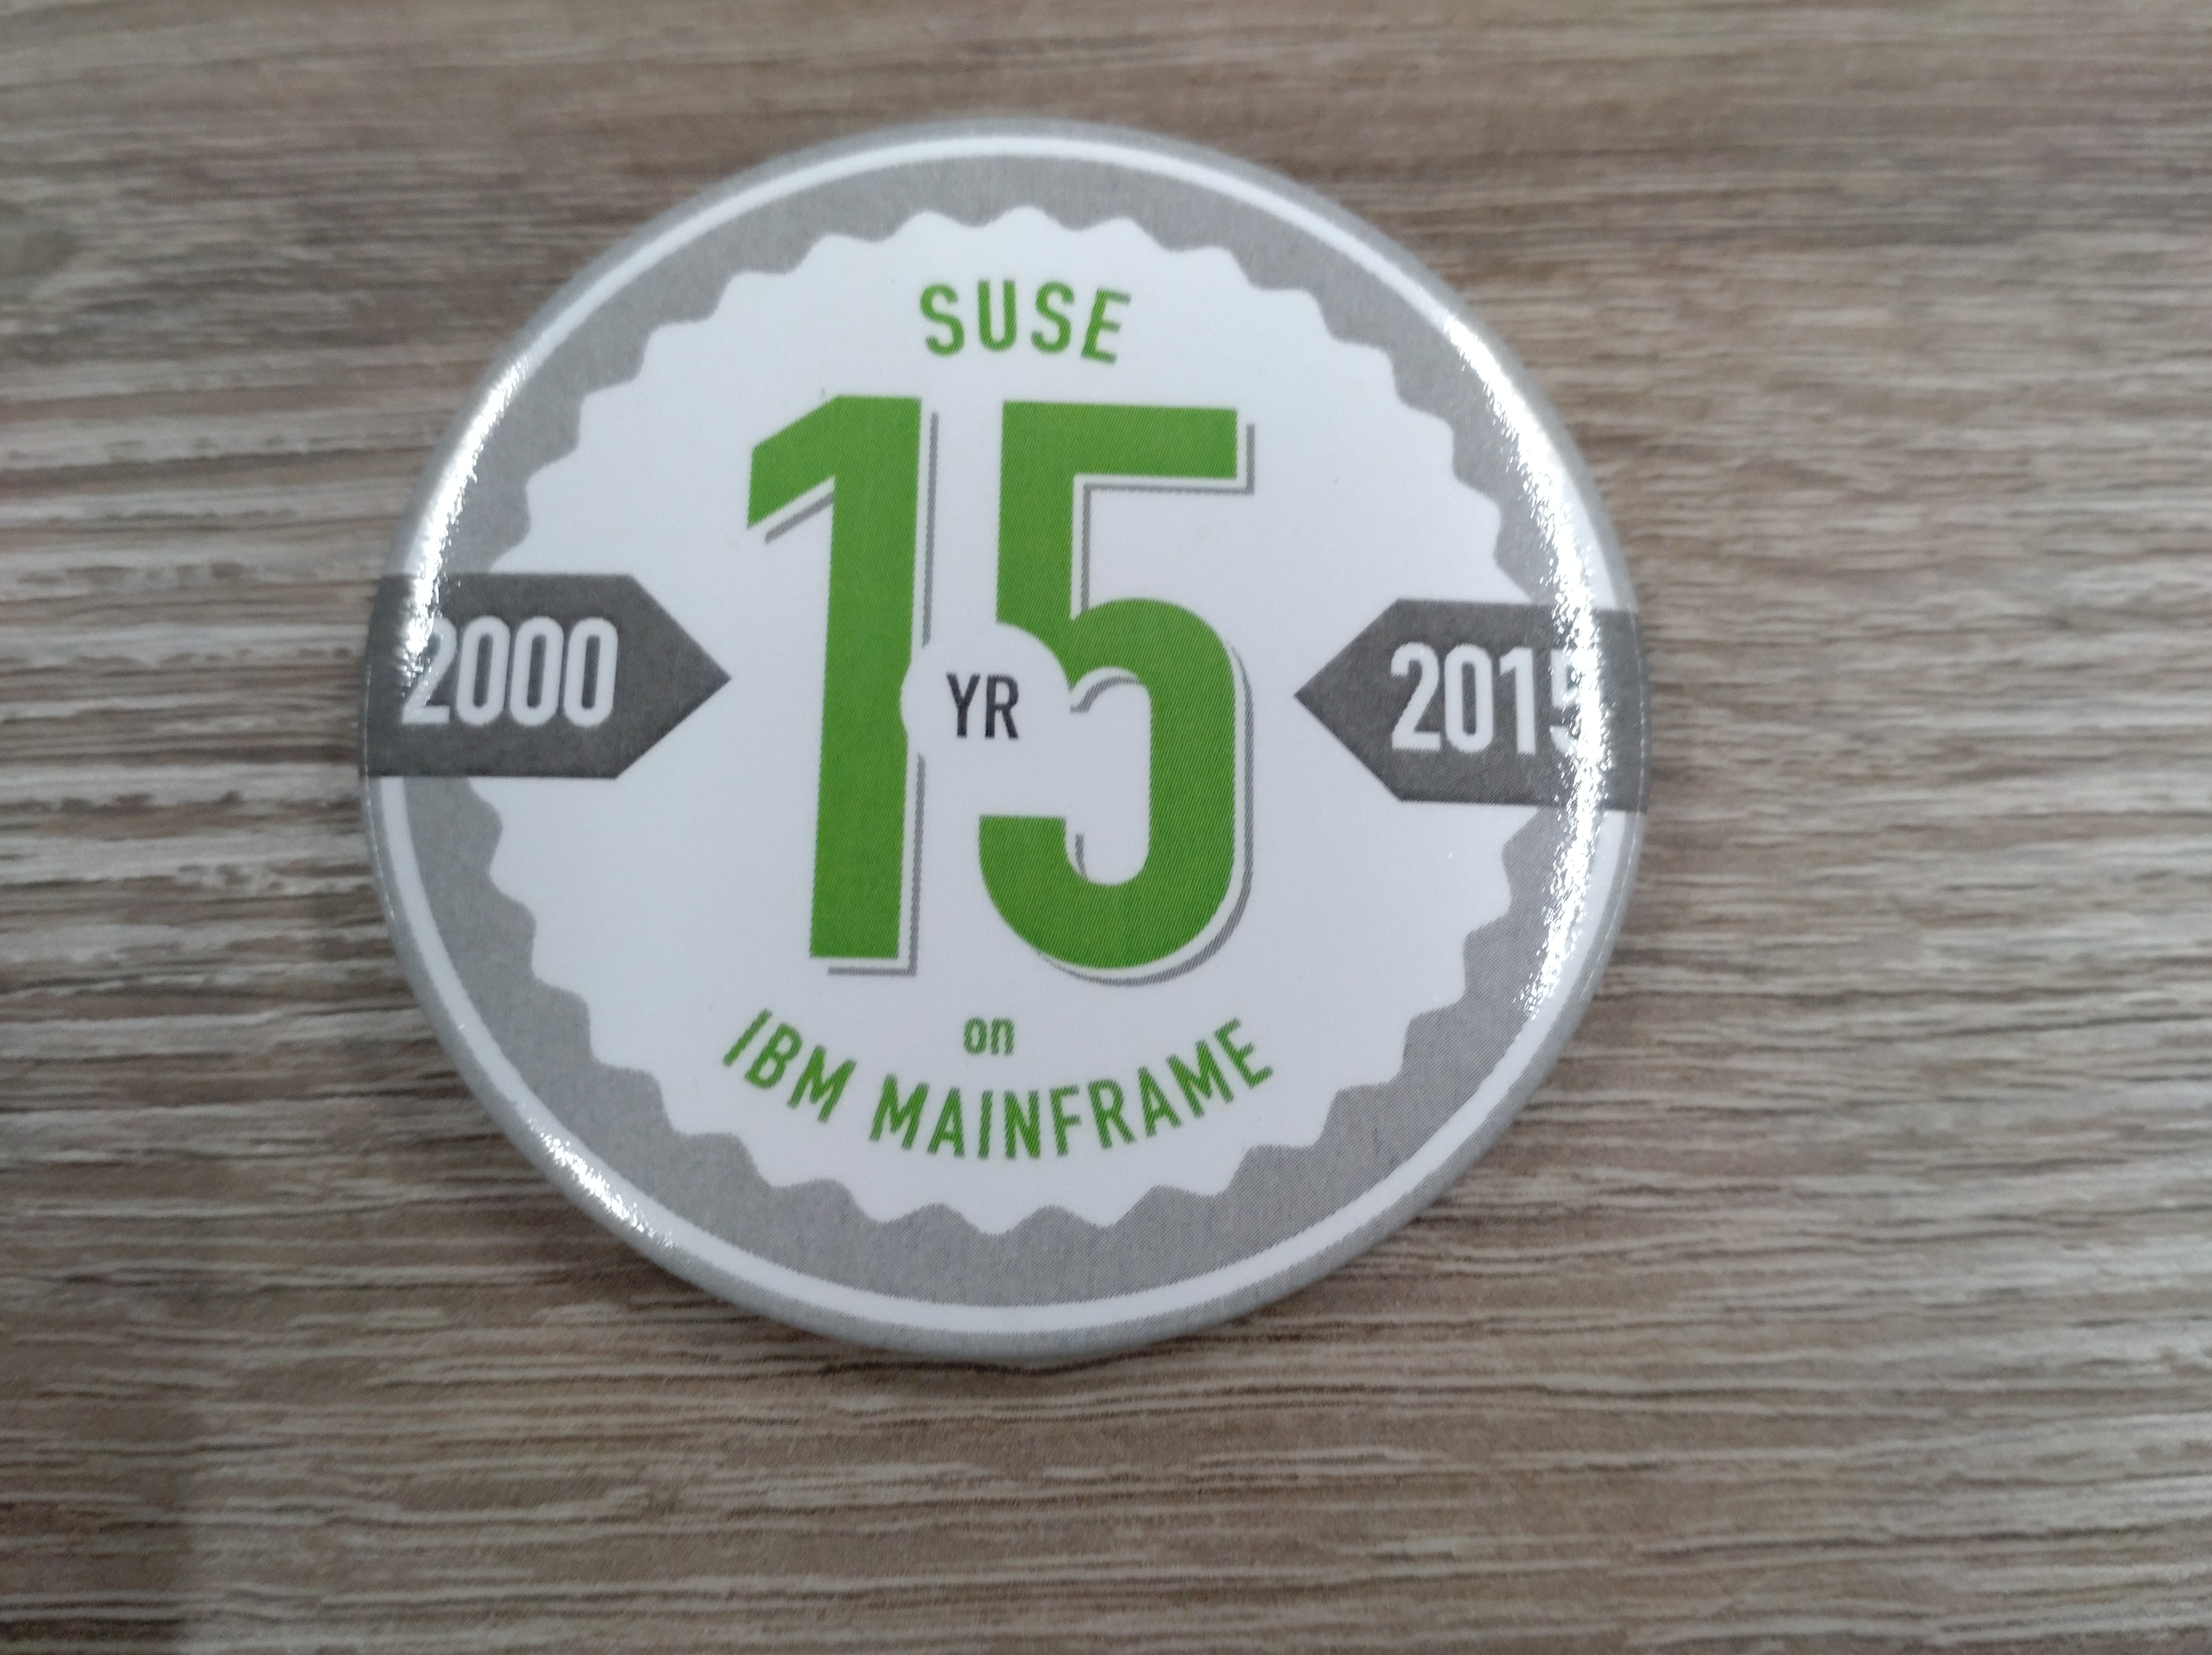 SUSE
15
YR
2000
2015
on
IBM MAINFRAME